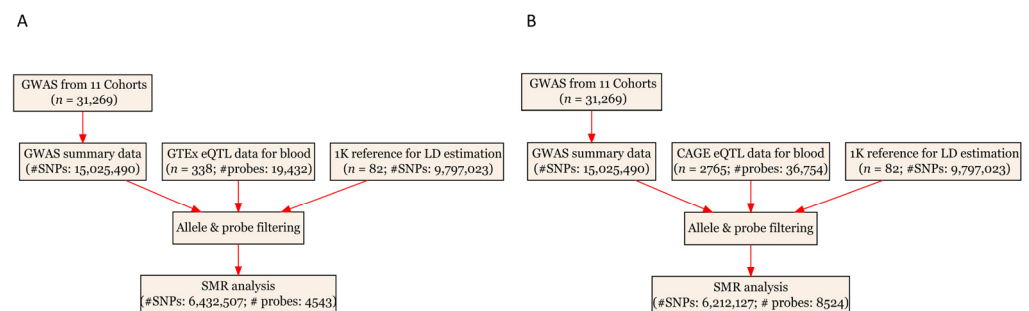 A
GWAS from 11 Cohorts
(n = 31,269)
GWAS summary data
(#SNPs: 15,025,490)
GTEx eQTL data for blood
(n = 338; #probes: 19,432)
1K reference for LD estimation
(n = 82; #SNPs: 9,797,023)
Allele & probe filtering
SMR analysis
(#SNPs: 6,432,507; # probes: 4543)
B
GWAS from 11 Cohorts
(n = 31,269)
GWAS summary data
(#SNPs: 15,025,490)
CAGE eQTL data for blood
(n = 2765; #probes: 36,754)
1K reference for LD estimation
(n = 82; #SNPs: 9,797,023)
Allele & probe filtering
SMR analysis
(#SNPs: 6,212,127; # probes: 8524)